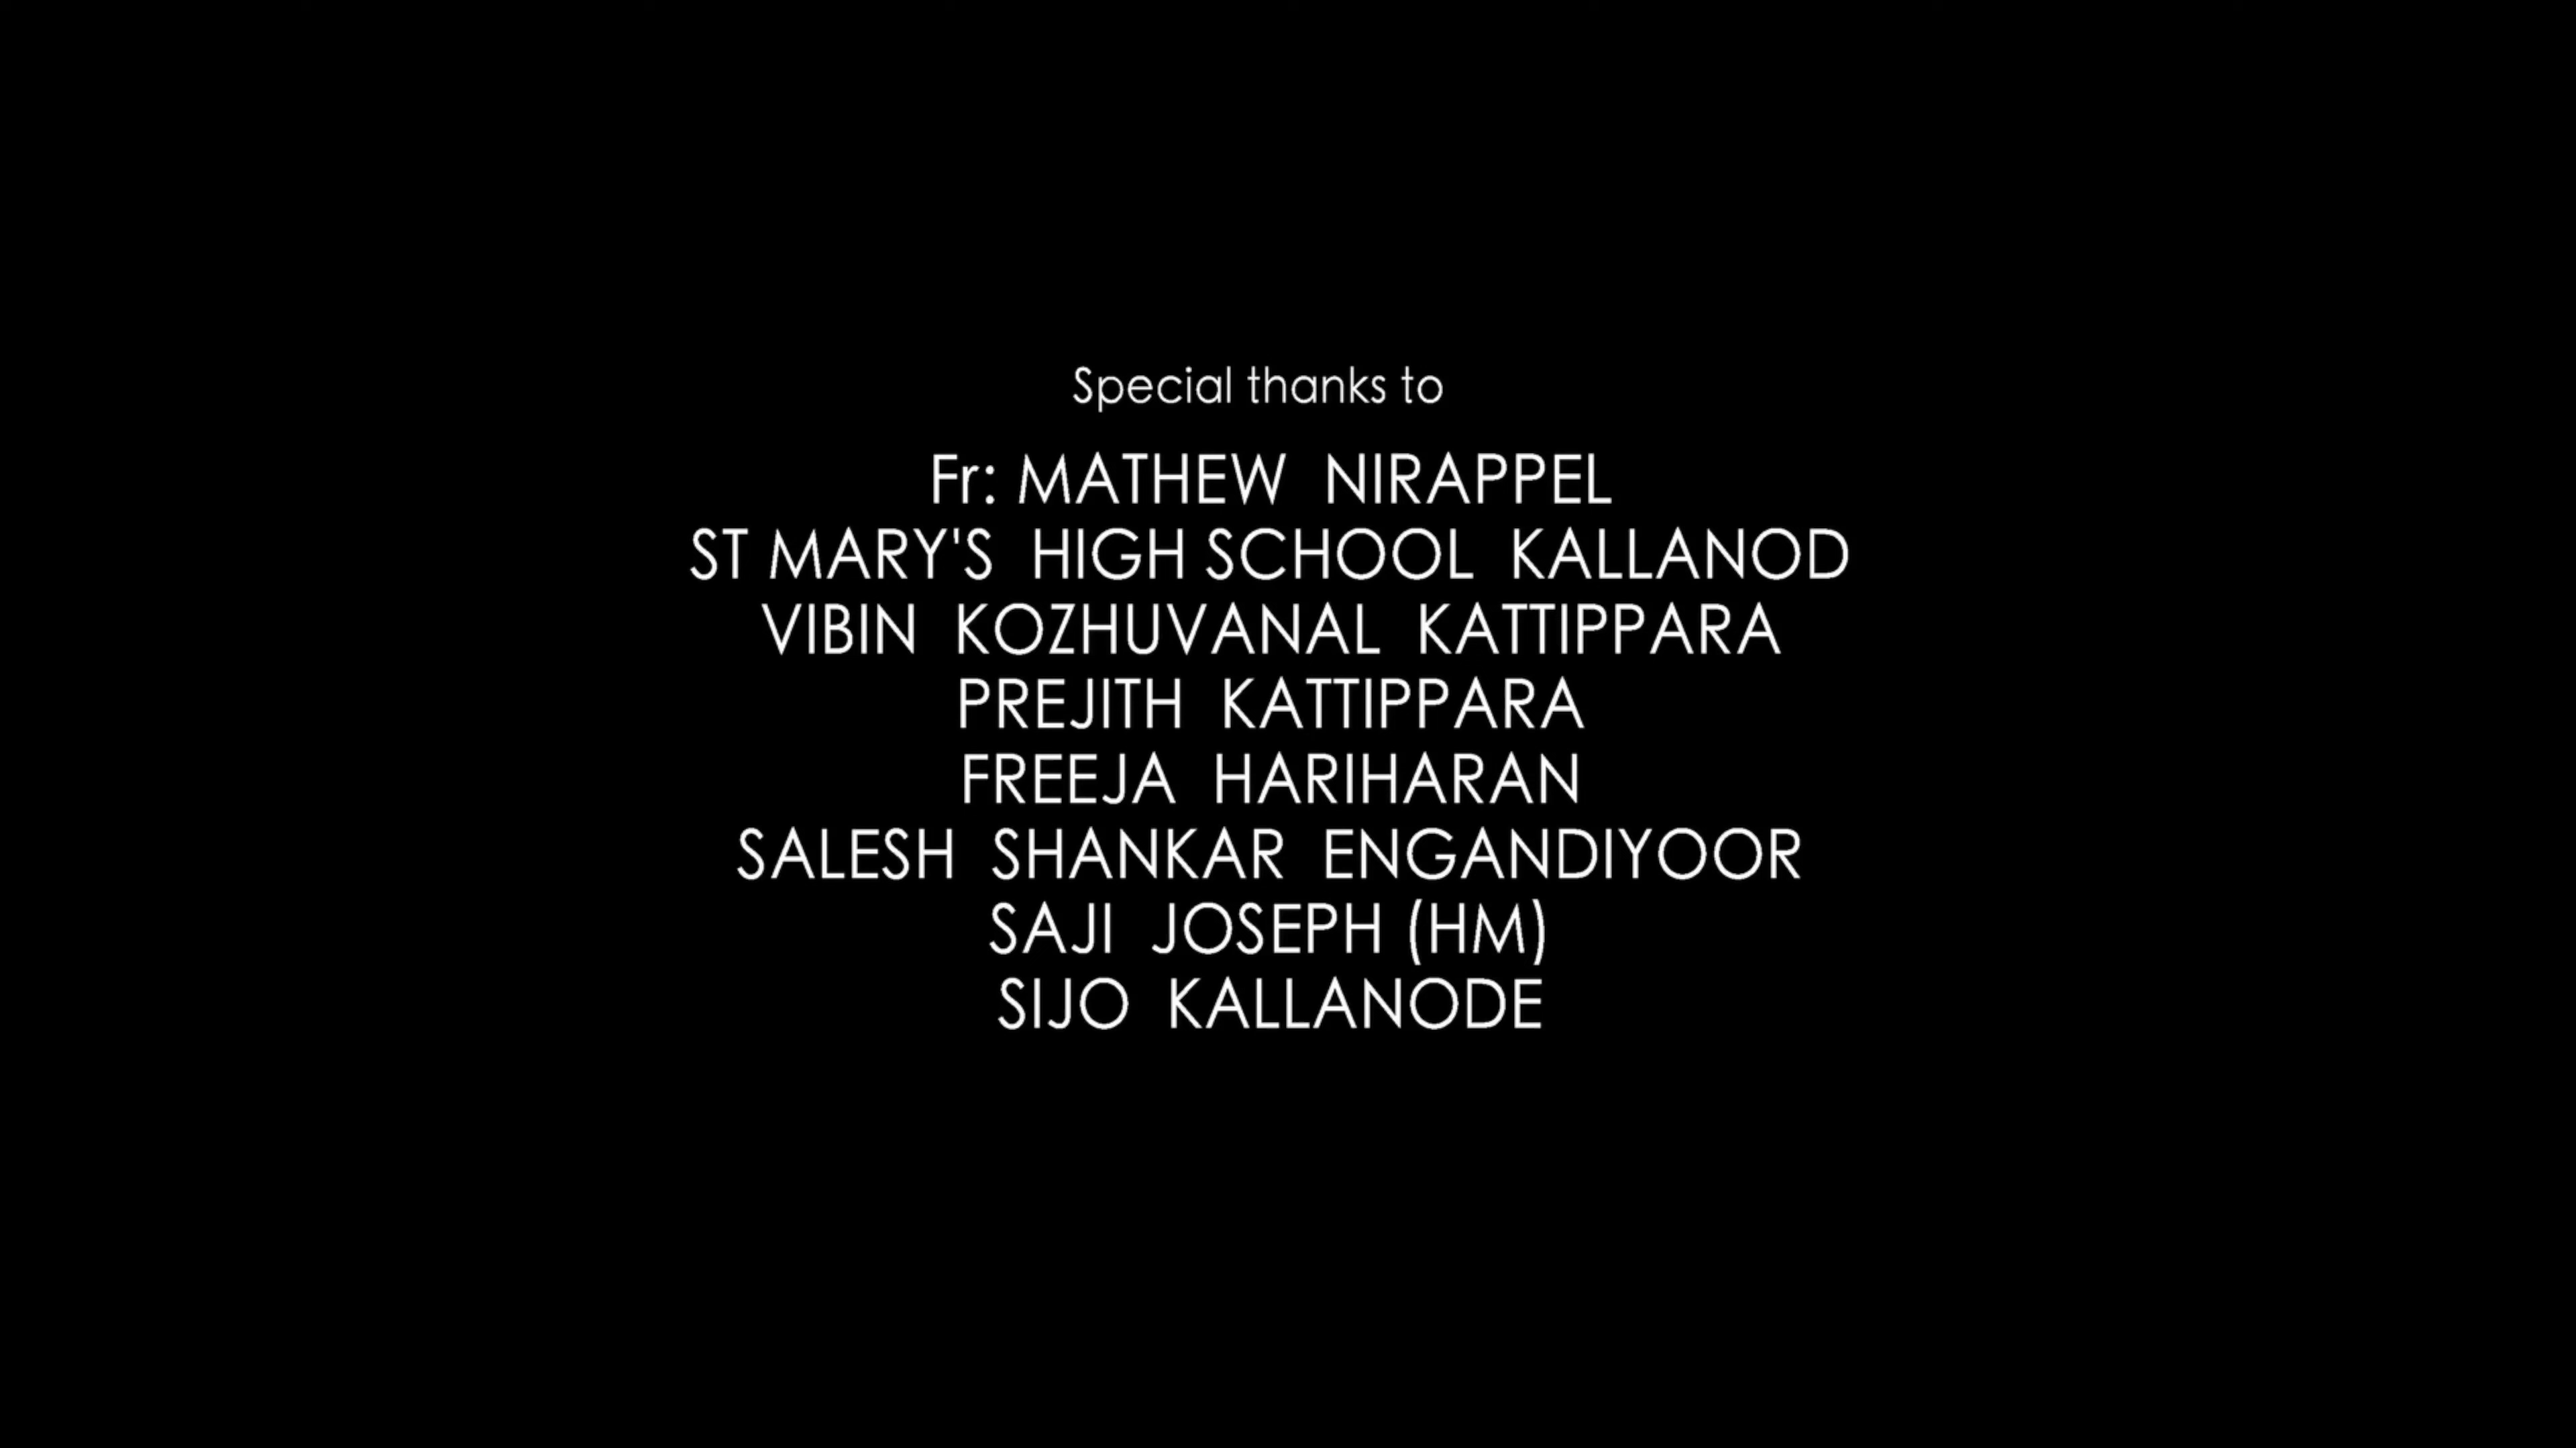 Special thanks to
Fr: MATHEW NIRAPPEL
ST MARY'S HIGH SCHOOL KALLANOD
VIBIN KOZHUVANAL KATTIPPARA
PREJITH KATTIPPARA
FREEJA HARIHARAN
SALESH SHANKAR ENGANDIYOOR
SAJI JOSEPH (HM)
SIJO KALLANODE